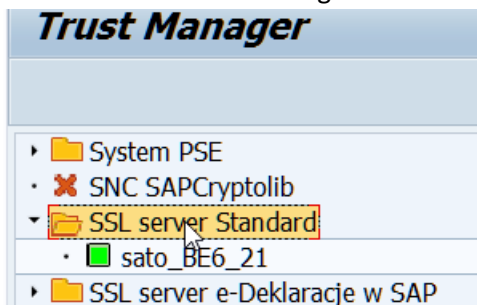 Trust Manager
System PSE
SNC SAPCryptolib
SSL server Standard
sato_BE6_21
SSL server e-Deklaracje w SAP